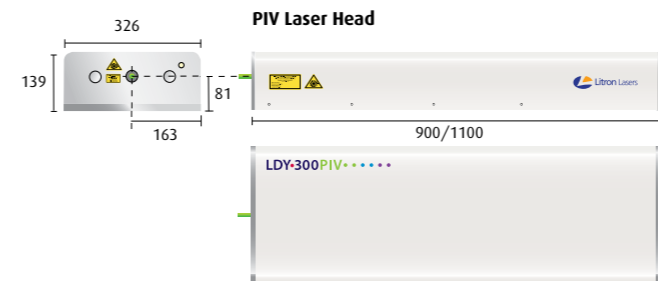 PIV Laser Head
326
139
81
163
Litron Lasers
900/1100
LDY•300PIV••••••